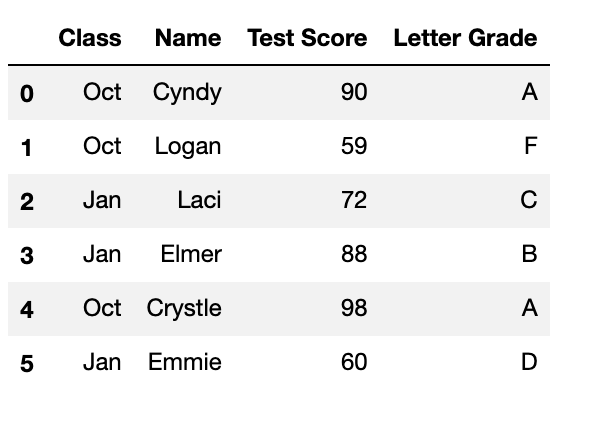 Class Name Test Score Letter Grade
0 Oct Cyndy 90 A
1 Oct Logan 59 F
2 Jan Laci 72 C
3 Jan Elmer 88 B
4 Oct Crystle 98 A
5 Jan Emmie 60 D